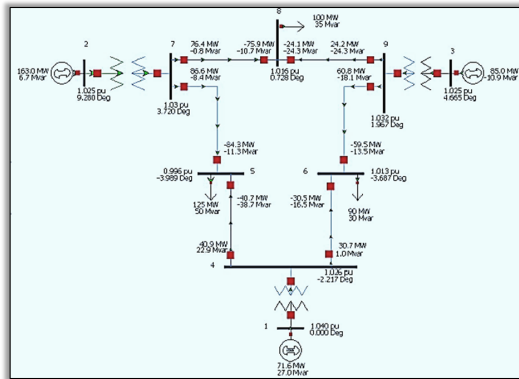 8
100 MW
35 Mvar
2
7
9
3
76.4 MW
-0.8 Mvar
-75.9 MW
-10.7 Mvar
-24.1 MW
-24.3 Mvar
24.2 MW
-24.3 Mvar
163.0 MW
6.7 Mvar
86.6 MW
-8.4 Mvar
1.016 pu
0.728 Deg
60.8 MW
-18.1 Mvar
85.0 MW
-10.9 Mvar
1.025 pu
9.280 Deg
1.03 pu
3.720 Deg
1.032 pu
1.967 Deg
1.025 pu
4.665 Deg
-84.3 MW
-11.3 Mvar
-59.5 MW
-13.5 Mvar
0.996 pu
-3.989 Deg
5
6
1.013 pu
-3.687 Deg
125 MW
50 Mvar
-40.7 MW
-38.7 Mvar
-30.5 MW
-16.5 Mvar
90 MW
30 Mvar
40.9 MW
22.9 Mvar
30.7 MW
1.0 Mvar
4
1.026 pu
-2.217 Deg
1
1.040 pu
0.000 Deg
71.6 MW
27.0 Mvar